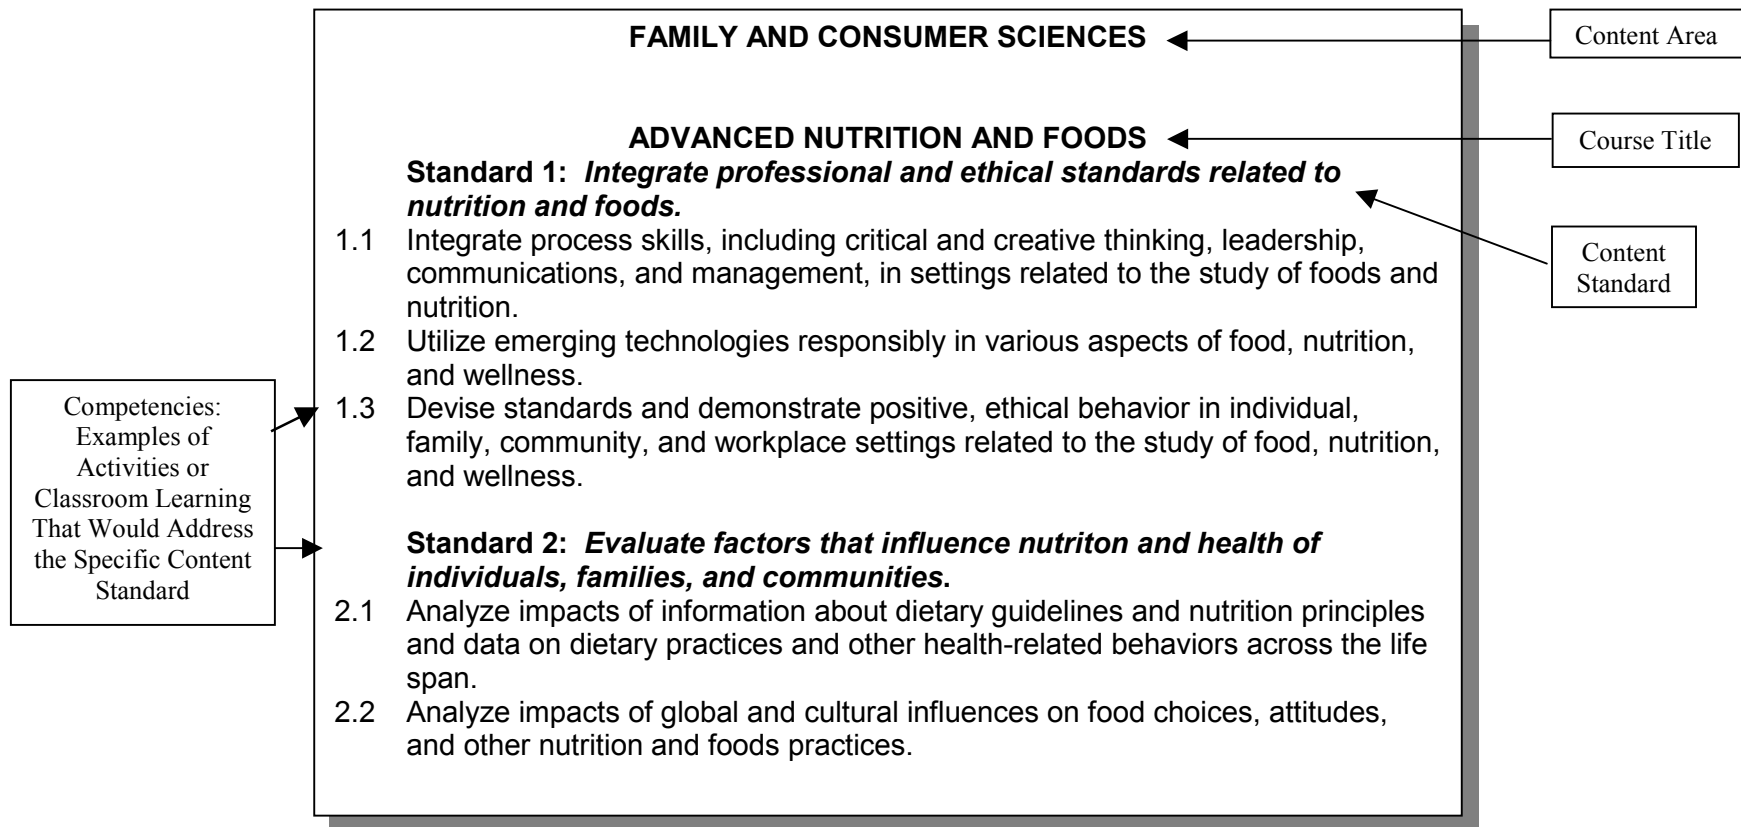 FAMILY AND CONSUMER SCIENCES
Content Area
ADVANCED NUTRITION AND FOODS
Course Title
Standard 1: Integrate professional and ethical standards related to
nutrition and foods.
Content
Standard
1.1 Integrate process skills, including critical and creative thinking, leadership,
communications, and management, in settings related to the study of foods and
nutrition.
1.2 Utilize emerging technologies responsibly in various aspects of food, nutrition,
and wellness.
1.3 Devise standards and demonstrate positive, ethical behavior in individual,
family, community, and workplace settings related to the study of food, nutrition,
and wellness.
Competencies:
Examples of
Activities or
Classroom Learning
That Would Address
the Specific Content
Standard
Standard 2: Evaluate factors that influence nutriton and health of
individuals, families, and communities.
2.1 Analyze impacts of information about dietary guidelines and nutrition principles
and data on dietary practices and other health-related behaviors across the life
span.
2.2 Analyze impacts of global and cultural influences on food choices, attitudes,
and other nutrition and foods practices.